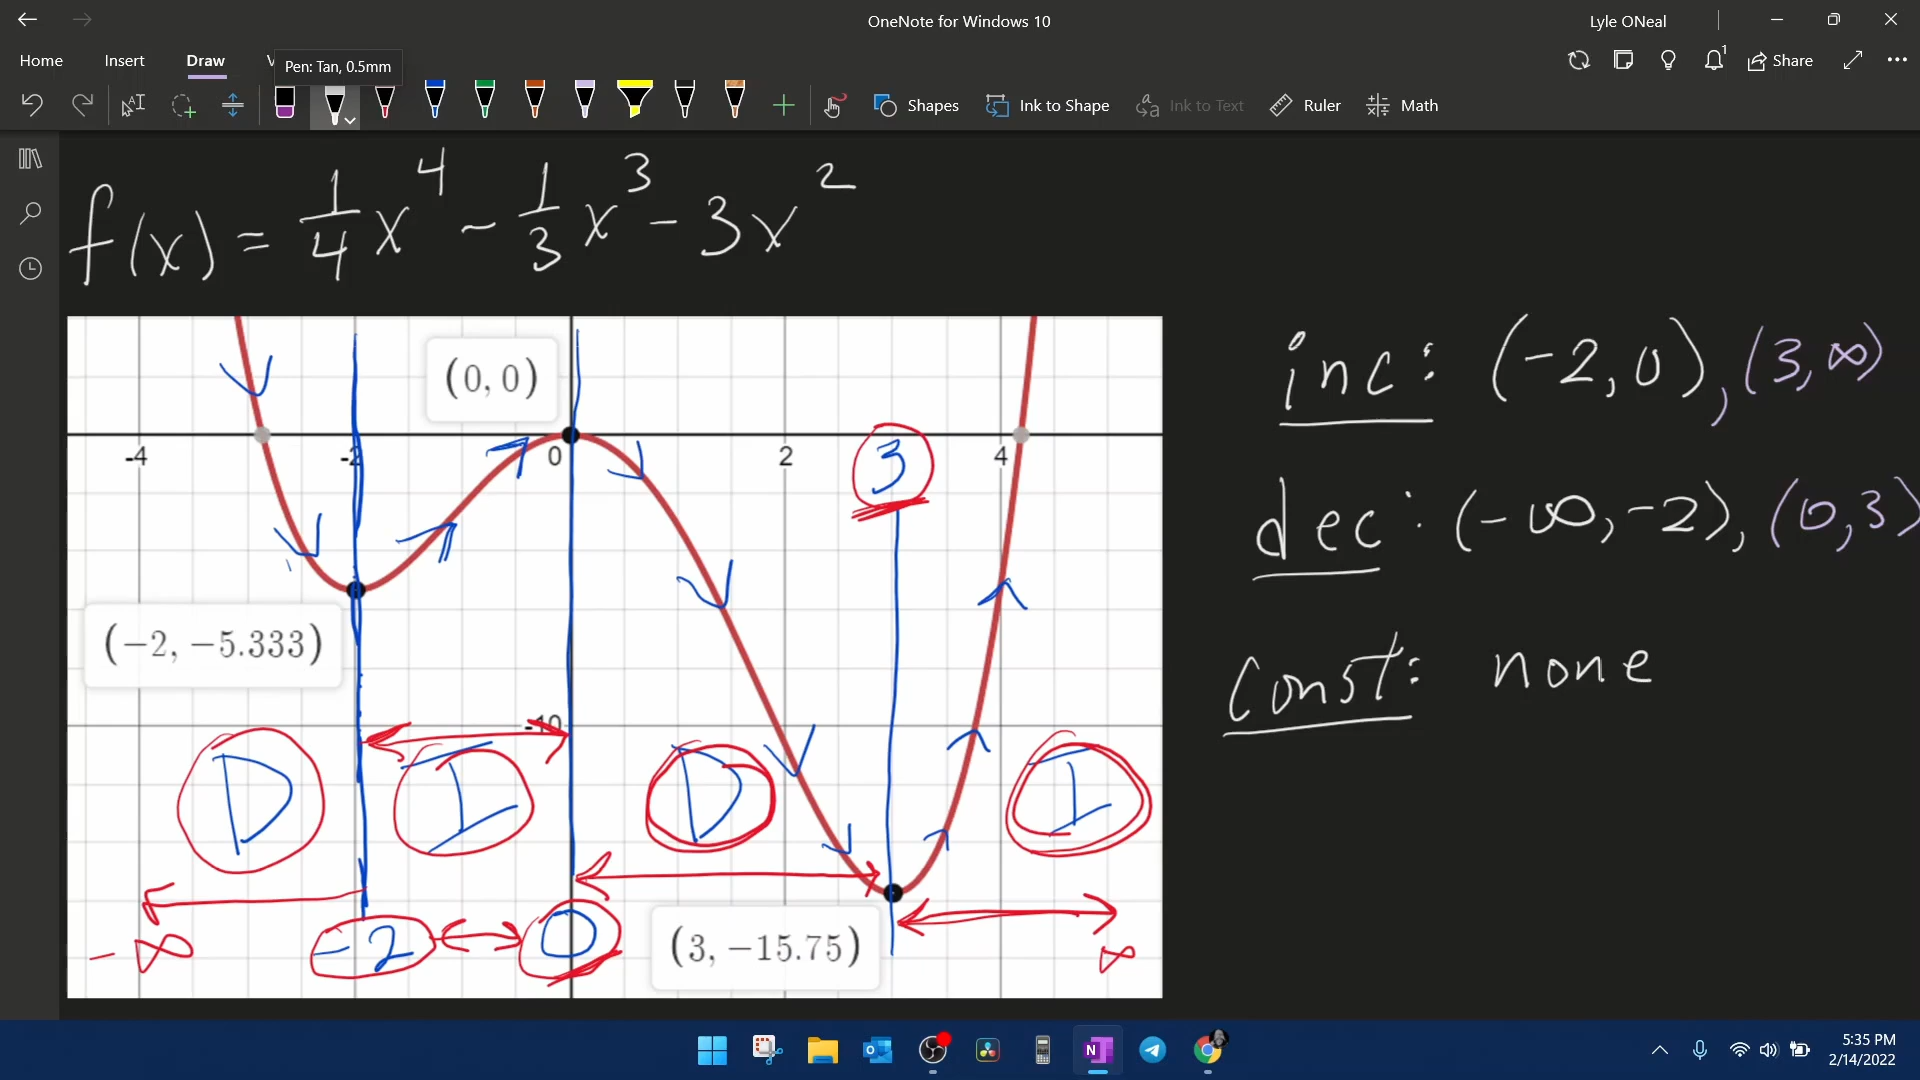 OneNote for Windows 10
Lyle ONeal
Home Insert Draw V
Pen: Tan, 0.5mm
1
Share
Shapes Ink to Shape Ink to Text Ruler Math
f(x) = 1/4 x^4 - 1/3 x^3 - 3x^2
(0, 0)
inc: (-2, 0), (3, ∞)
-4 -2 0 2 3 4
dec: (-∞, -2), (0, 3)
(−2, −5.333)
const: none
-10
D I D I
-∞ -2 0 (3, −15.75) ∞
5:35 PM
2/14/2022